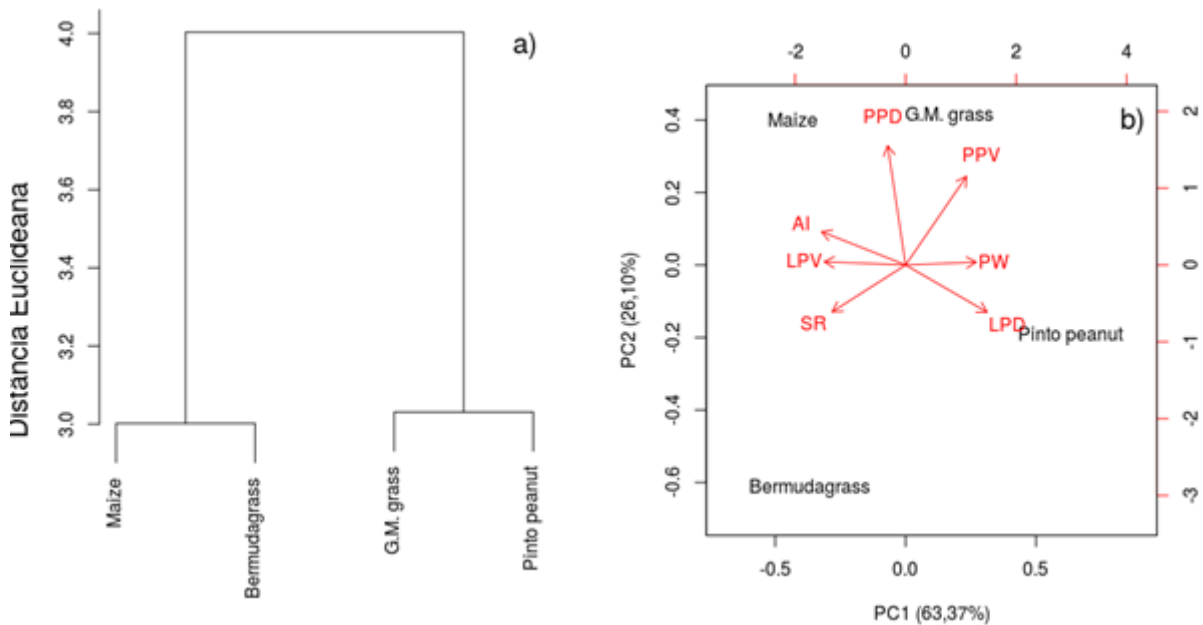 a)
Distância Euclideana
4.0
3.8
3.6
3.4
3.2
3.0
Maize
Bermudagrass
G.M. grass
Pinto peanut
b)
-2 0 2 4
PC2 (26,10%)
0.4
0.2
0.0
-0.2
-0.4
-0.6
Maize
PPD
G.M. grass
PPV
AI
LPV
PW
SR
LPD
Pinto peanut
Bermudagrass
2
1
0
-1
-2
-3
-0.5 0.0 0.5
PC1 (63,37%)